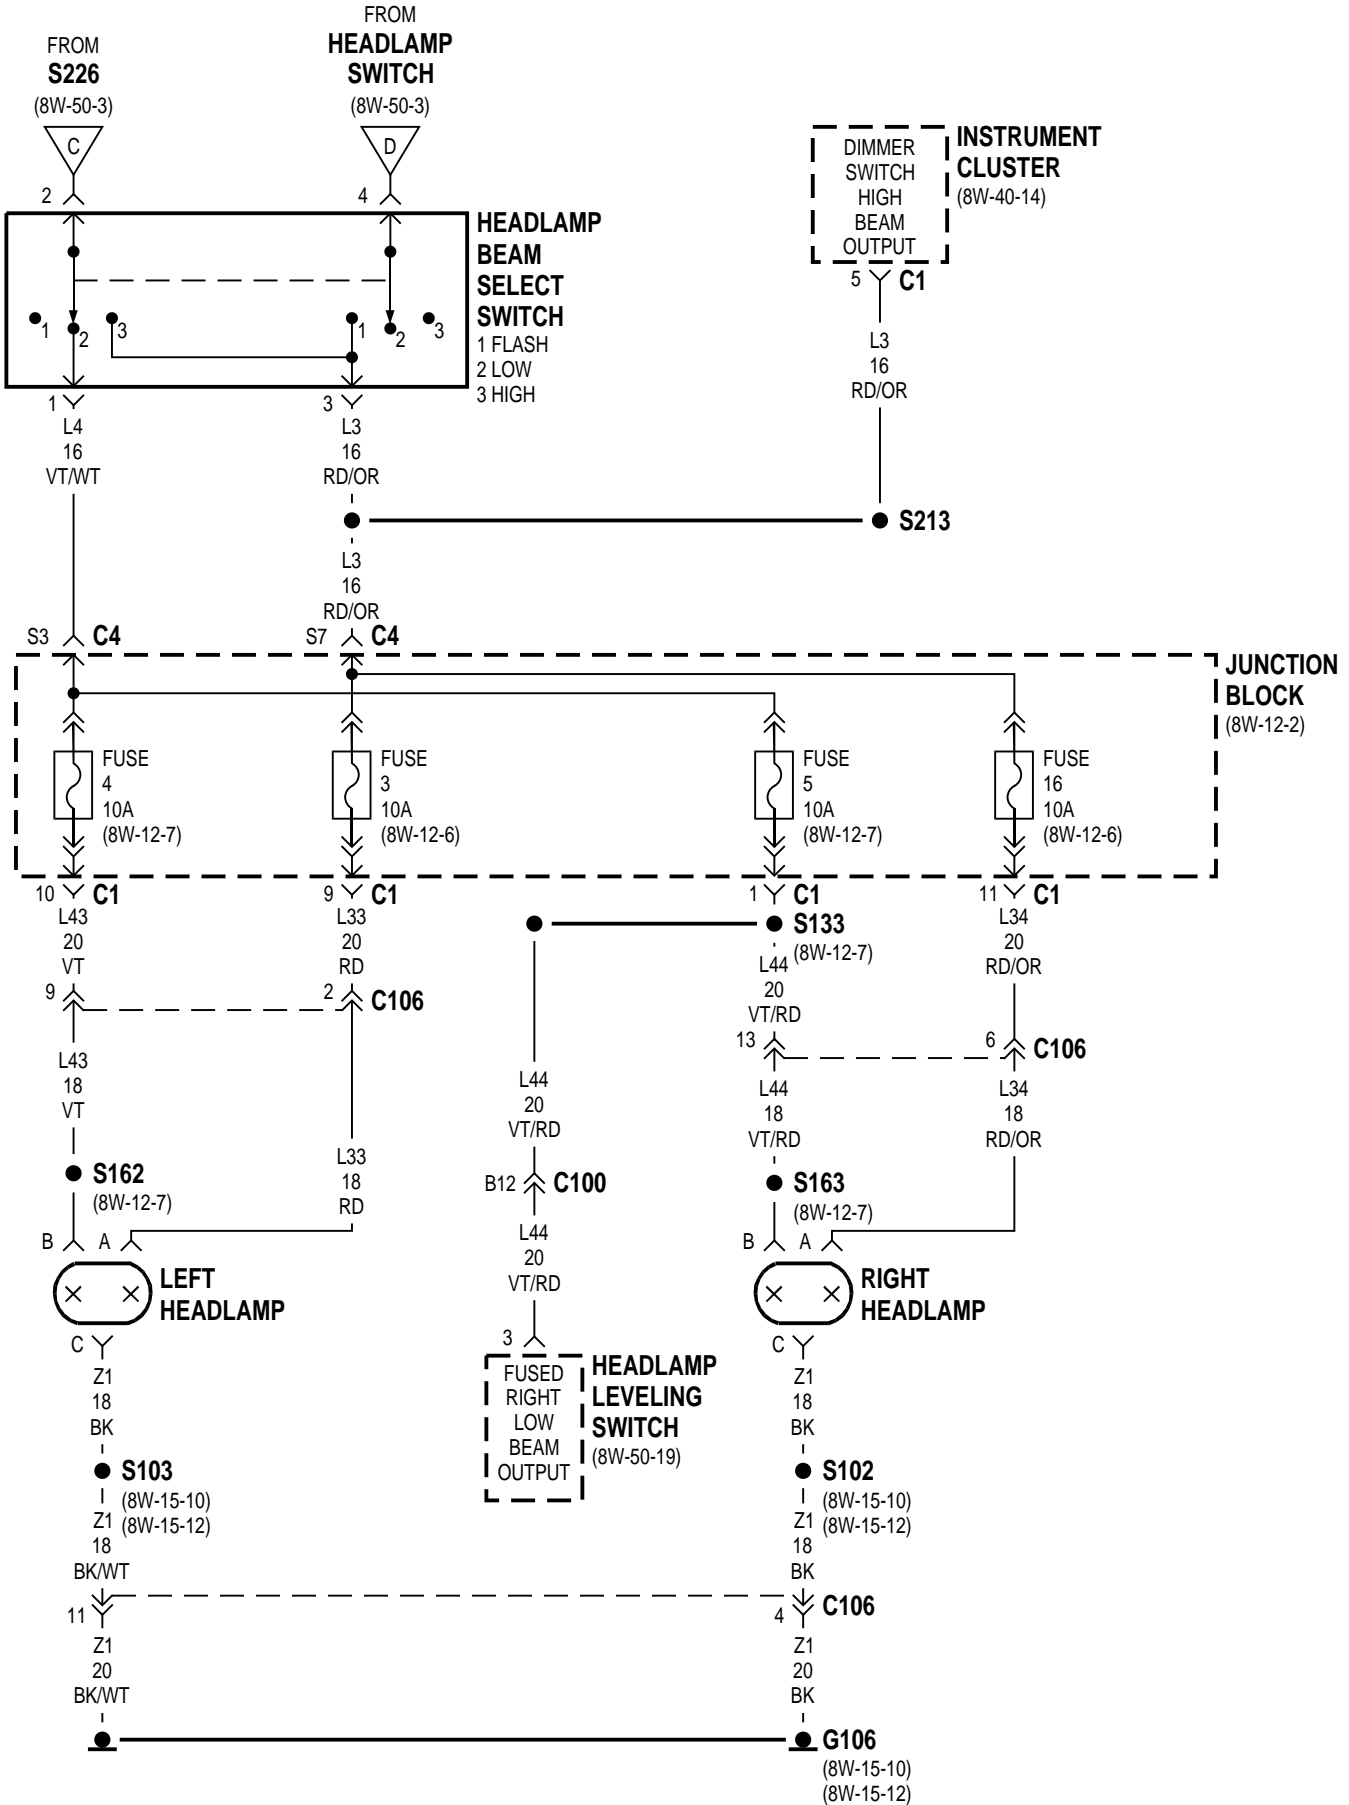 FROM
S226
(8W-50-3)
C
2
FROM
HEADLAMP
SWITCH
(8W-50-3)
D
4
HEADLAMP
BEAM
SELECT
SWITCH
1 FLASH
2 LOW
3 HIGH
1
2
3
1
2
3
DIMMER
SWITCH
HIGH
BEAM
OUTPUT
INSTRUMENT
CLUSTER
(8W-40-14)
5
C1
L3
16
RD/OR
1
L4
16
VT/WT
3
L3
16
RD/OR
S213
L3
16
RD/OR
S3
C4
S7
C4
JUNCTION
BLOCK
(8W-12-2)
FUSE
4
10A
(8W-12-7)
FUSE
3
10A
(8W-12-6)
FUSE
5
10A
(8W-12-7)
FUSE
16
10A
(8W-12-6)
10
C1
L43
20
VT
9
9
C1
L33
20
RD
2
C106
1
C1
S133
(8W-12-7)
L44
20
VT/RD
13
11
C1
L34
20
RD/OR
6
C106
L43
18
VT
S162
(8W-12-7)
L33
18
RD
L44
20
VT/RD
B12
C100
L44
20
VT/RD
3
L44
18
VT/RD
S163
(8W-12-7)
L34
18
RD/OR
B
A
LEFT
HEADLAMP
C
B
A
RIGHT
HEADLAMP
C
FUSED
RIGHT
LOW
BEAM
OUTPUT
HEADLAMP
LEVELING
SWITCH
(8W-50-19)
Z1
18
BK
S103
(8W-15-10)
(8W-15-12)
Z1
18
BK/WT
11
Z1
20
BK/WT
Z1
18
BK
S102
(8W-15-10)
(8W-15-12)
Z1
18
BK
4
C106
Z1
20
BK
G106
(8W-15-10)
(8W-15-12)